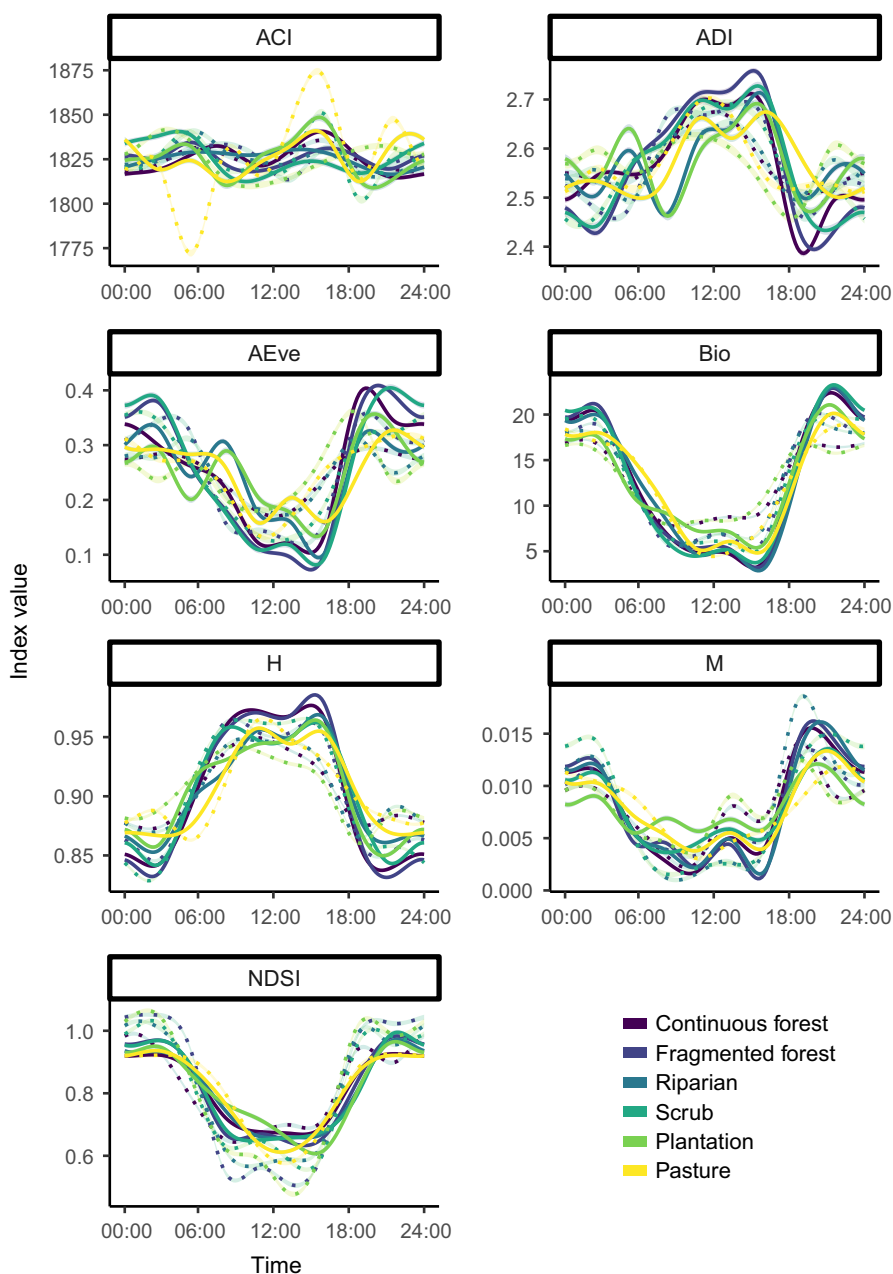 ACI
ADI
1875
1850
1825
1800
1775
2.7
2.6
2.5
2.4
00:00 06:00 12:00 18:00 24:00
00:00 06:00 12:00 18:00 24:00
AEve
Bio
0.4
0.3
0.2
0.1
20
15
10
5
00:00 06:00 12:00 18:00 24:00
00:00 06:00 12:00 18:00 24:00
Index value
H
M
0.95
0.90
0.85
0.015
0.010
0.005
0.000
00:00 06:00 12:00 18:00 24:00
00:00 06:00 12:00 18:00 24:00
NDSI
1.0
0.8
0.6
00:00 06:00 12:00 18:00 24:00
Time
Continuous forest
Fragmented forest
Riparian
Scrub
Plantation
Pasture